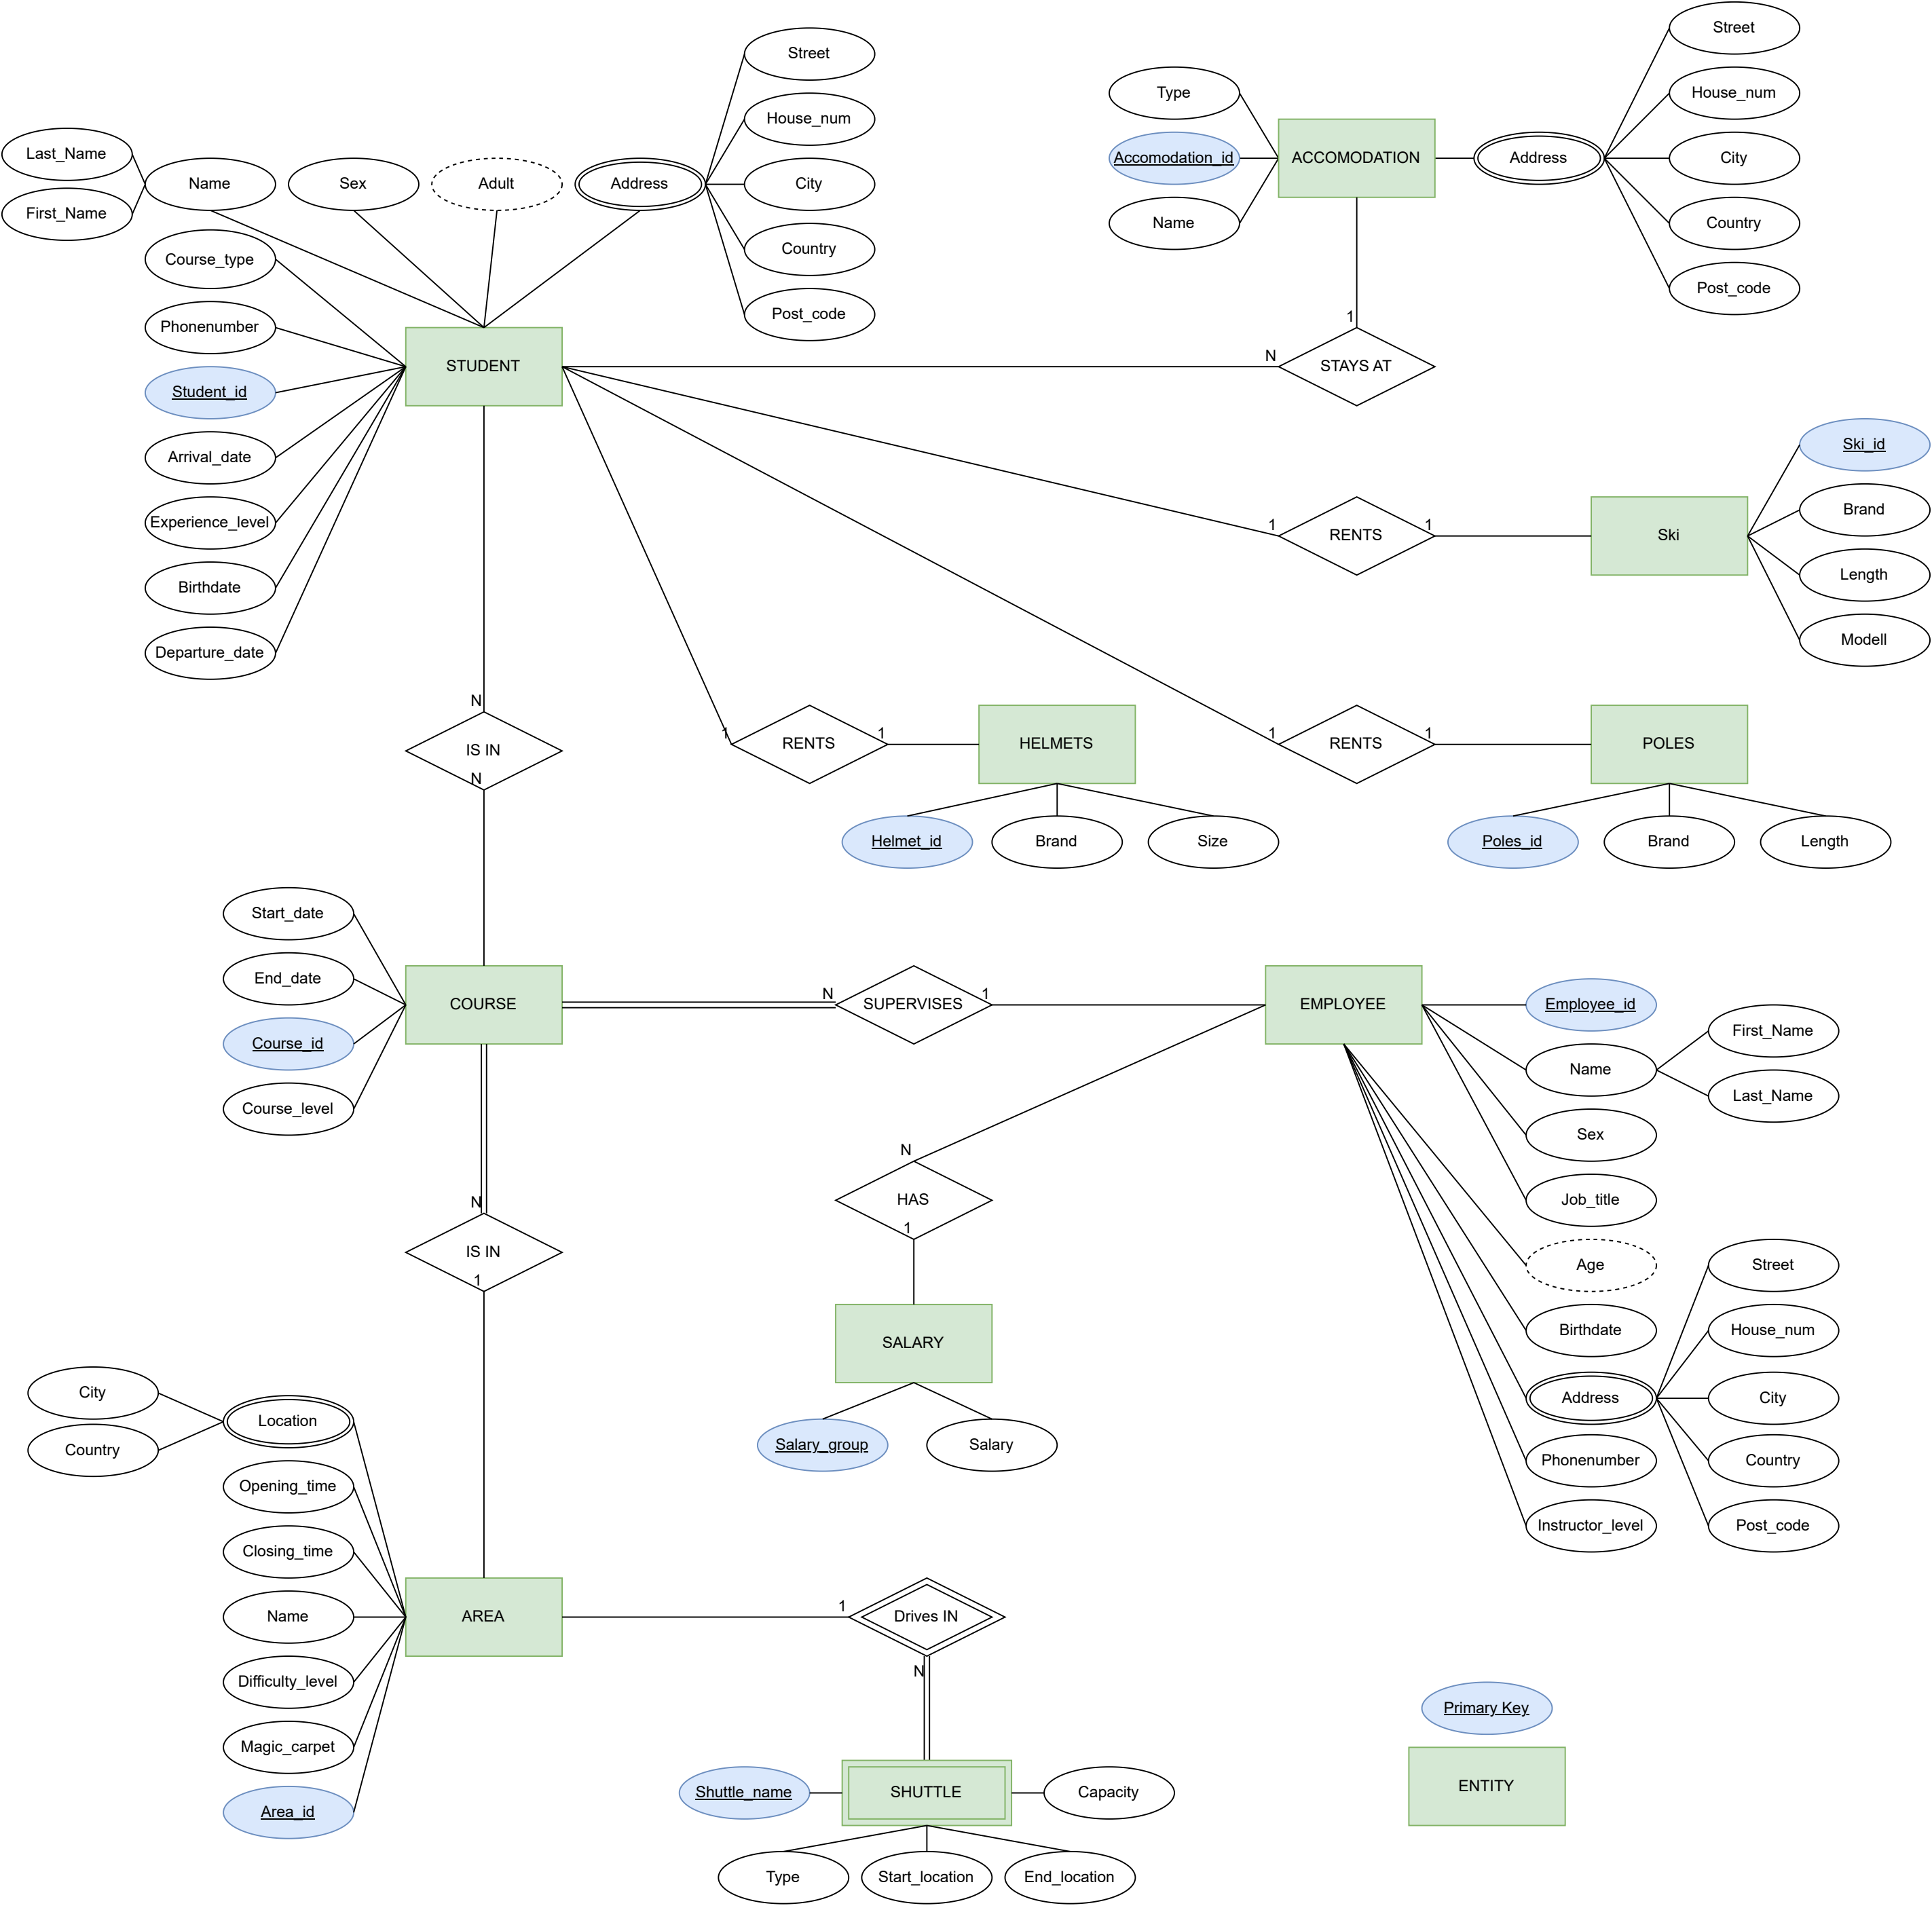 Street
House_num
City
Country
Post_code
Address
Adult
Sex
Name
Last_Name
First_Name
Course_type
Phonenumber
Student_id
Arrival_date
Experience_level
Birthdate
Departure_date
STUDENT
Type
Accomodation_id
Name
ACCOMODATION
Address
Street
House_num
City
Country
Post_code
1
N
STAYS AT
1
RENTS
1
Ski
Ski_id
Brand
Length
Modell
1
RENTS
1
HELMETS
Helmet_id
Brand
Size
1
RENTS
1
POLES
Poles_id
Brand
Length
N
IS IN
N
Start_date
End_date
Course_id
Course_level
COURSE
N
SUPERVISES
1
EMPLOYEE
Employee_id
Name
First_Name
Last_Name
Sex
Job_title
Age
Birthdate
Address
Street
House_num
City
Country
Post_code
Phonenumber
Instructor_level
N
HAS
1
SALARY
Salary_group
Salary
N
IS IN
1
City
Country
Location
Opening_time
Closing_time
Name
Difficulty_level
Magic_carpet
Area_id
AREA
1
Drives IN
N
Shuttle_name
SHUTTLE
Capacity
Type
Start_location
End_location
Primary Key
ENTITY